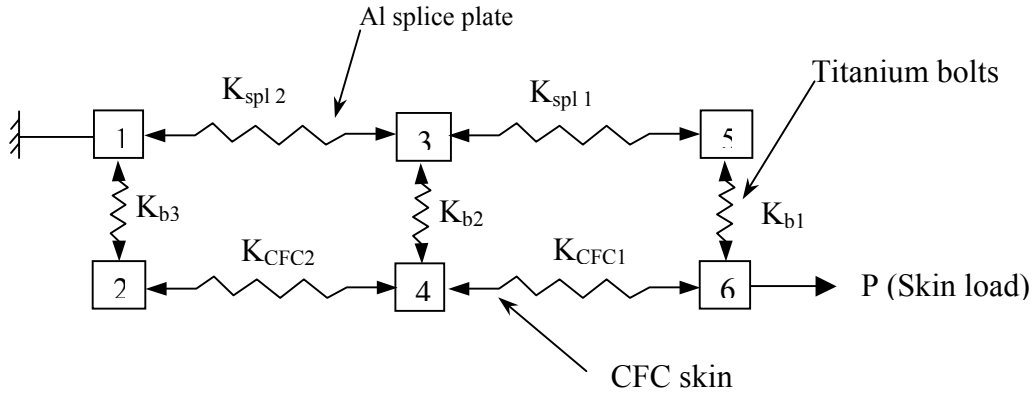 Al splice plate
K_spl 2
K_spl 1
Titanium bolts
1
3
5
K_b3
K_b2
K_b1
K_CFC2
K_CFC1
2
4
6
P (Skin load)
CFC skin